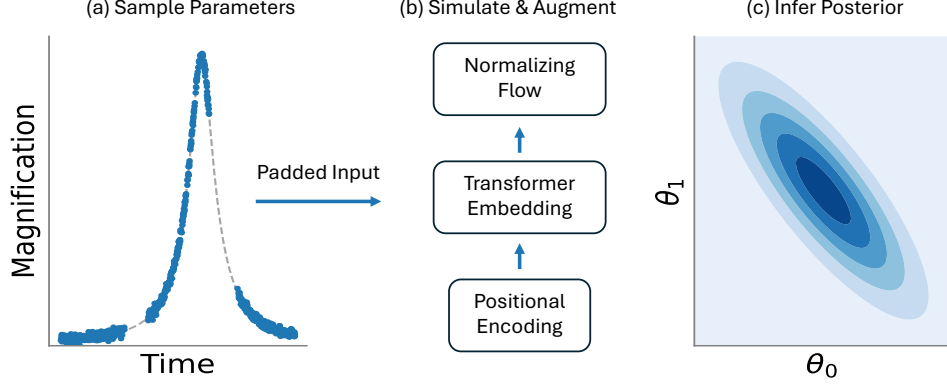 (a) Sample Parameters
Magnification
Time
Padded Input
(b) Simulate & Augment
Normalizing
Flow
Transformer
Embedding
Positional
Encoding
(c) Infer Posterior
θ₁
θ₀